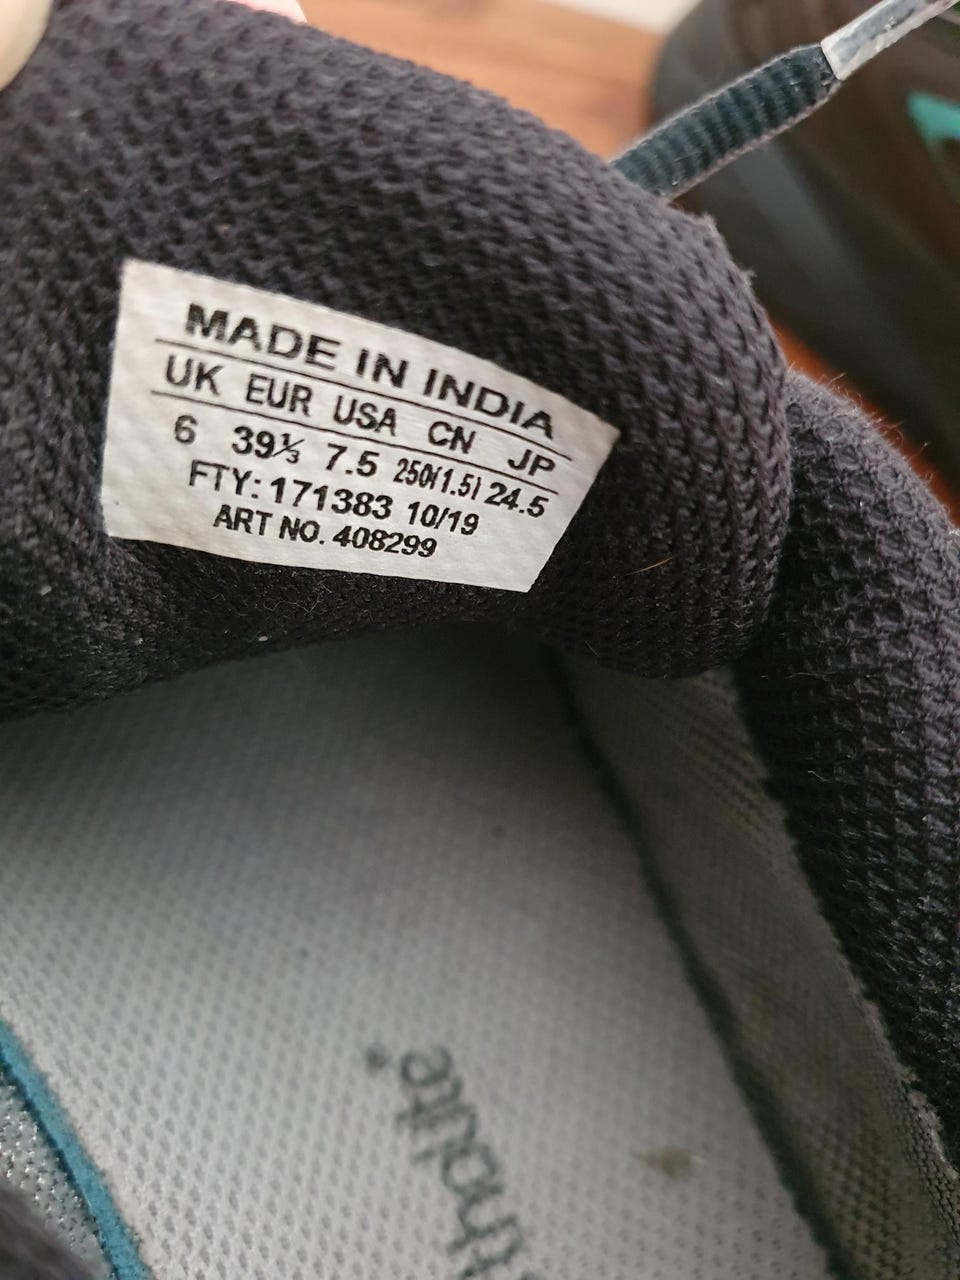 MADE IN INDIA
UK EUR USA CN JP
6 39⅓ 7.5 250(1.5) 24.5
FTY: 171383 10/19
ART NO. 408299